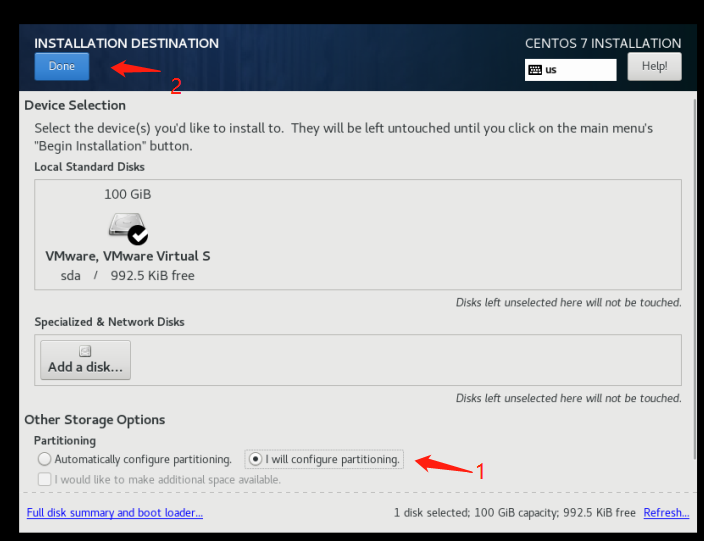 INSTALLATION DESTINATION
CENTOS 7 INSTALLATION
Done
us
Help!
2
Device Selection
Select the device(s) you'd like to install to.  They will be left untouched until you click on the main menu's
"Begin Installation" button.
Local Standard Disks
100 GiB
VMware, VMware Virtual S
sda / 992.5 KiB free
Disks left unselected here will not be touched.
Specialized & Network Disks
Add a disk...
Disks left unselected here will not be touched.
Other Storage Options
Partitioning
Automatically configure partitioning.
I will configure partitioning.
1
I would like to make additional space available.
Full disk summary and boot loader...
1 disk selected; 100 GiB capacity; 992.5 KiB free
Refresh...